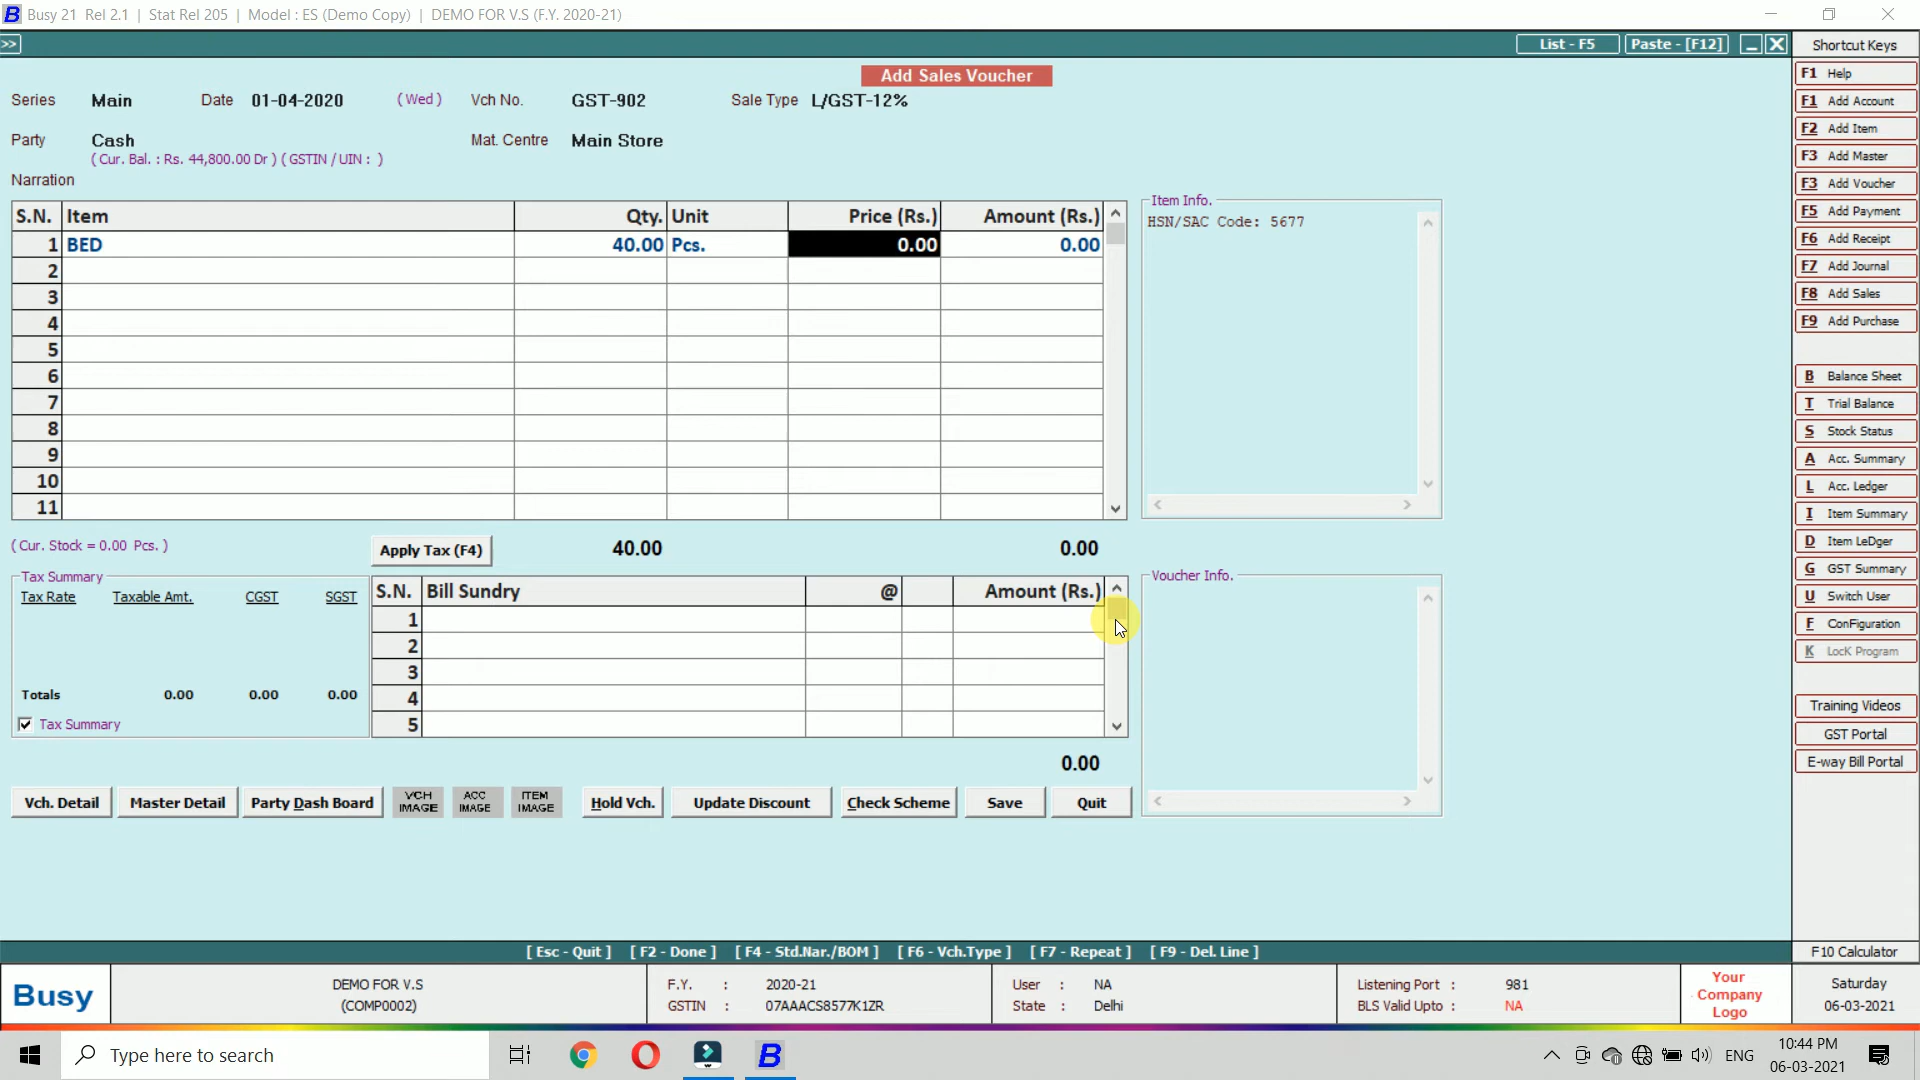 Busy 21 Rel 2.1 | Stat Rel 205 | Model : ES (Demo Copy) | DEMO FOR V.S (F.Y. 2020-21)
>> List - F5 Paste - [F12] Shortcut Keys
Add Sales Voucher
Series Main Date 01-04-2020 (Wed) Vch No. GST-902 Sale Type L/GST-12%
Party Cash Mat. Centre Main Store
( Cur. Bal. : Rs. 44,800.00 Dr ) ( GSTIN / UIN : )
Narration
S.N. Item Qty. Unit Price (Rs.) Amount (Rs.)
1 BED 40.00 Pcs. 0.00 0.00
2
3
4
5
6
7
8
9
10
11
Item Info.
HSN/SAC Code: 5677
( Cur. Stock = 0.00 Pcs. ) Apply Tax (F4) 40.00 0.00
Tax Summary
Tax Rate Taxable Amt. CGST SGST
Totals 0.00 0.00 0.00
Tax Summary
S.N. Bill Sundry @ Amount (Rs.)
1
2
3
4
5
0.00
Voucher Info.
Vch. Detail Master Detail Party Dash Board VCH IMAGE ACC IMAGE ITEM IMAGE Hold Vch. Update Discount Check Scheme Save Quit
F1 Help
F1 Add Account
F2 Add Item
F3 Add Master
F3 Add Voucher
F5 Add Payment
F6 Add Receipt
F7 Add Journal
F8 Add Sales
F9 Add Purchase
B Balance Sheet
T Trial Balance
S Stock Status
A Acc. Summary
L Acc. Ledger
I Item Summary
D Item LeDger
G GST Summary
U Switch User
F ConFiguration
K LocK Program
Training Videos
GST Portal
E-way Bill Portal
[ Esc - Quit ] [ F2 - Done ] [ F4 - Std.Nar./BOM ] [ F6 - Vch.Type ] [ F7 - Repeat ] [ F9 - Del. Line ] F10 Calculator
Busy
DEMO FOR V.S
(COMP0002)
F.Y. : 2020-21
GSTIN : 07AAACS8577K1ZR
User : NA
State : Delhi
Listening Port : 981
BLS Valid Upto : NA
Your
Company
Logo
Saturday
06-03-2021
Type here to search B ENG
10:44 PM
06-03-2021